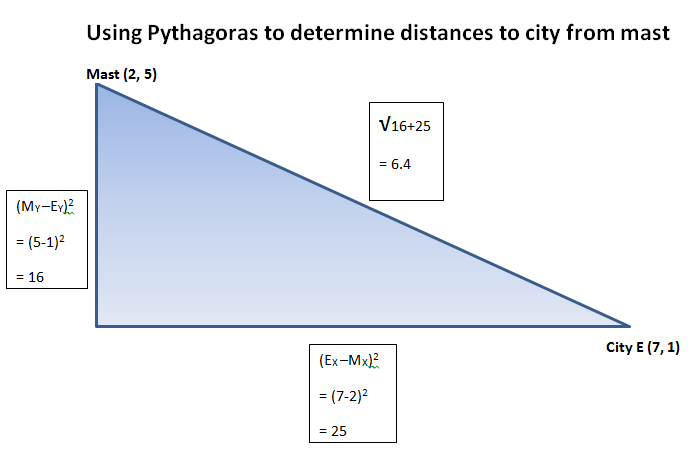 Using Pythagoras to determine distances to city from mast
Mast (2, 5)
√16+25
= 6.4
(MY–EY)²
= (5-1)²
= 16
City E (7, 1)
(EX–MX)²
= (7-2)²
= 25